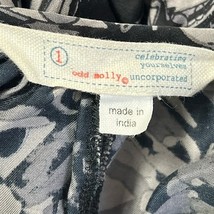 1
celebrating
yourselves
odd molly© uncorporated
made in
india